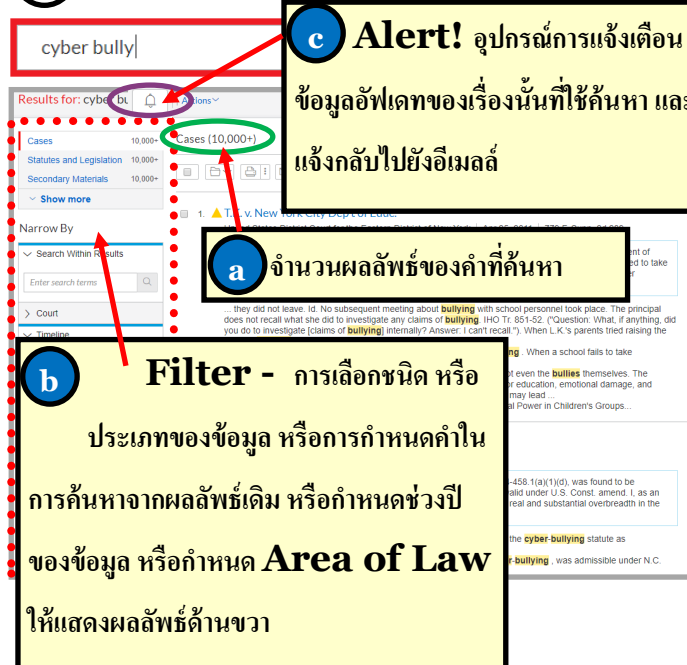 cyber bully
c Alert! อุปกรณ์การแจ้งเตือน
ข้อมูลอัฟเดทของเรื่องนั้นที่ใช้ค้นหา และ
แจ้งกลับไปยังอีเมลล์
Results for: cyber bu
Actions
Cases 10,000+
Statutes and Legislation 10,000+
Secondary Materials 10,000+
Show more
Narrow By
Search Within Results
Enter search terms
Court
Timeline
Cases (10,000+)
1. T. v. New York City Dep't of Educ.
a จำนวนผลลัพธ์ของคำที่ค้นหา
ent of
ed to take
... they did not leave. Id. No subsequent meeting about bullying with school personnel took place. The principal
does not recall what she did to investigate any claims of bullying. IHO Tr. 851-52. ("Question: What, if anything, did
you do to investigate [claims of bullying] internally? Answer: I can't recall."). When L.K.'s parents tried raising the
ng . When a school fails to take
ot even the bullies themselves. The
or education, emotional damage, and
may lead ...
al Power in Children's Groups...
b Filter - การเลือกชนิด หรือ
ประเภทของข้อมูล หรือการกำหนดคำใน
การค้นหาจากผลลัพธ์เดิม หรือกำหนดช่วงปี
ของข้อมูล หรือกำหนด Area of Law
ให้แสดงผลลัพธ์ด้านขวา
-458.1(a)(1)(d), was found to be
valid under U.S. Const. amend. I, as an
real and substantial overbreadth in the
the cyber-bullying statute as
r-bullying , was admissible under N.C.